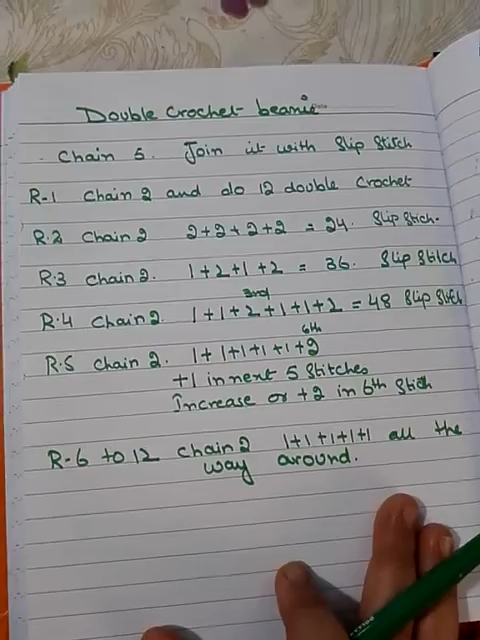 Double Crochet beanie
Chain 5. Join it with Slip Stitch
R-1 Chain 2 and do 12 double Crochet
R.2 Chain 2 2+2+2+2 = 24. Slip Stich.
R.3 Chain 2. 1+2+1+2 = 36. Slip Stitch
3rd
R.4 Chain 2. 1+1+2+1+1+2 = 48 Slip Stitch
6th
R.5 Chain 2. 1+1+1+1+1+2
+1 in next 5 Stitches
Increase or +2 in 6th Stich
R-6 to 12 Chain 2 1+1+1+1+1 all the
way around.